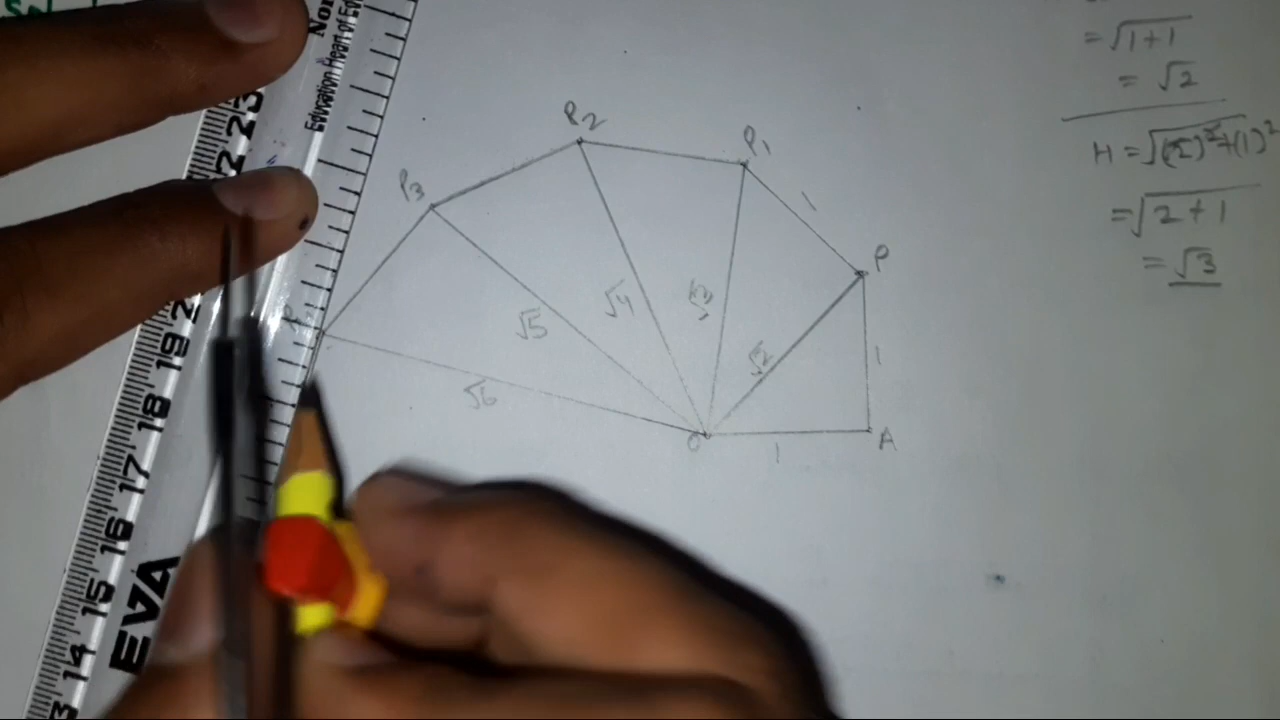 = √1+1
= √2
H = √(√2)²+(1)²
= √2+1
= √3
P2
P1
P3
1
P
√5
√4
√3
√2
1
√6
O
1
A
Education Heart of
23
19
18
17
16
15
14
EVA